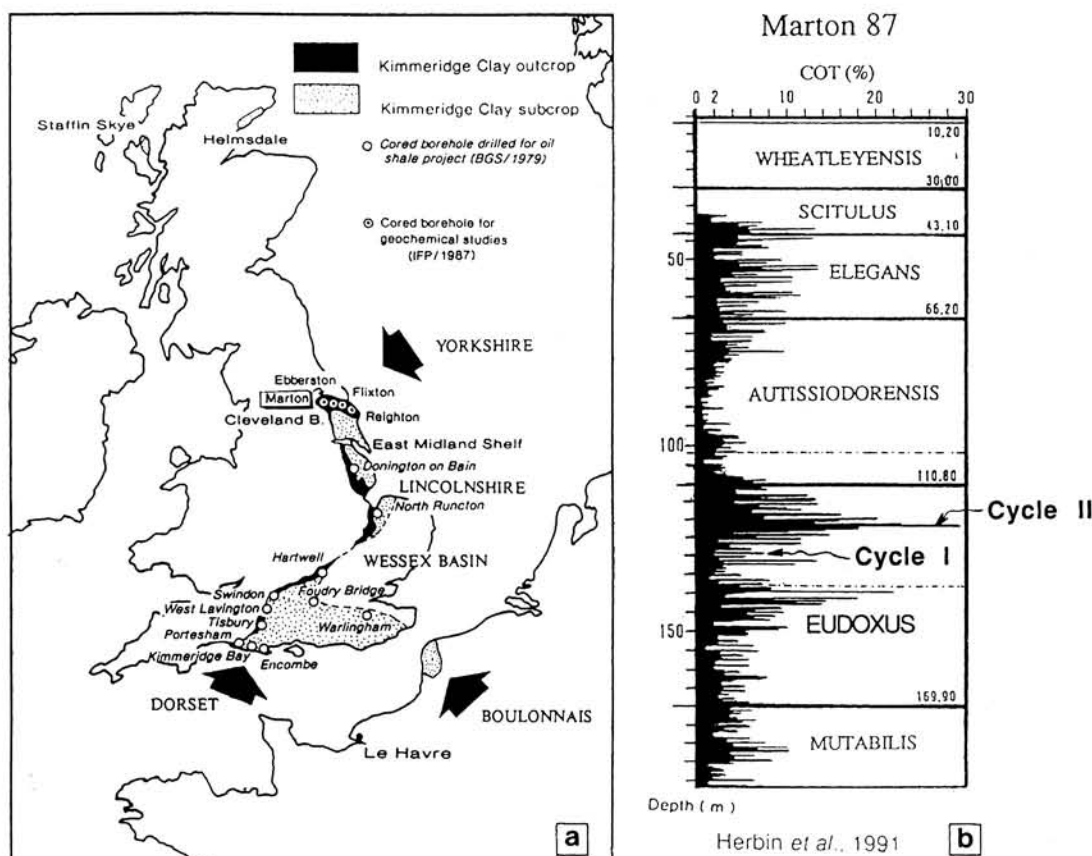 Kimmeridge Clay outcrop
Kimmeridge Clay subcrop
Staffin Skye
Helmsdale
Cored borehole drilled for oil
shale project (BGS/1979)
Cored borehole for
geochemical studies
(IFP/1987)
YORKSHIRE
Ebberston
Flixton
Marton
Reighton
Cleveland B.
East Midland Shelf
Donington on Bain
LINCOLNSHIRE
North Runcton
WESSEX BASIN
Hartwell
Foudry Bridge
Swindon
West Lavington
Tisbury
Warlingham
Portesham
Kimmeridge Bay
Encombe
DORSET
BOULONNAIS
Le Havre
a
Marton 87
COT (%)
0 2 10 20 30
10,20
WHEATLEYENSIS
30,00
SCITULUS
43,10
50
ELEGANS
66,20
AUTISSIODORENSIS
100
110,80
Cycle II
Cycle I
EUDOXUS
150
169,90
MUTABILIS
Depth (m)
Herbin et al., 1991
b